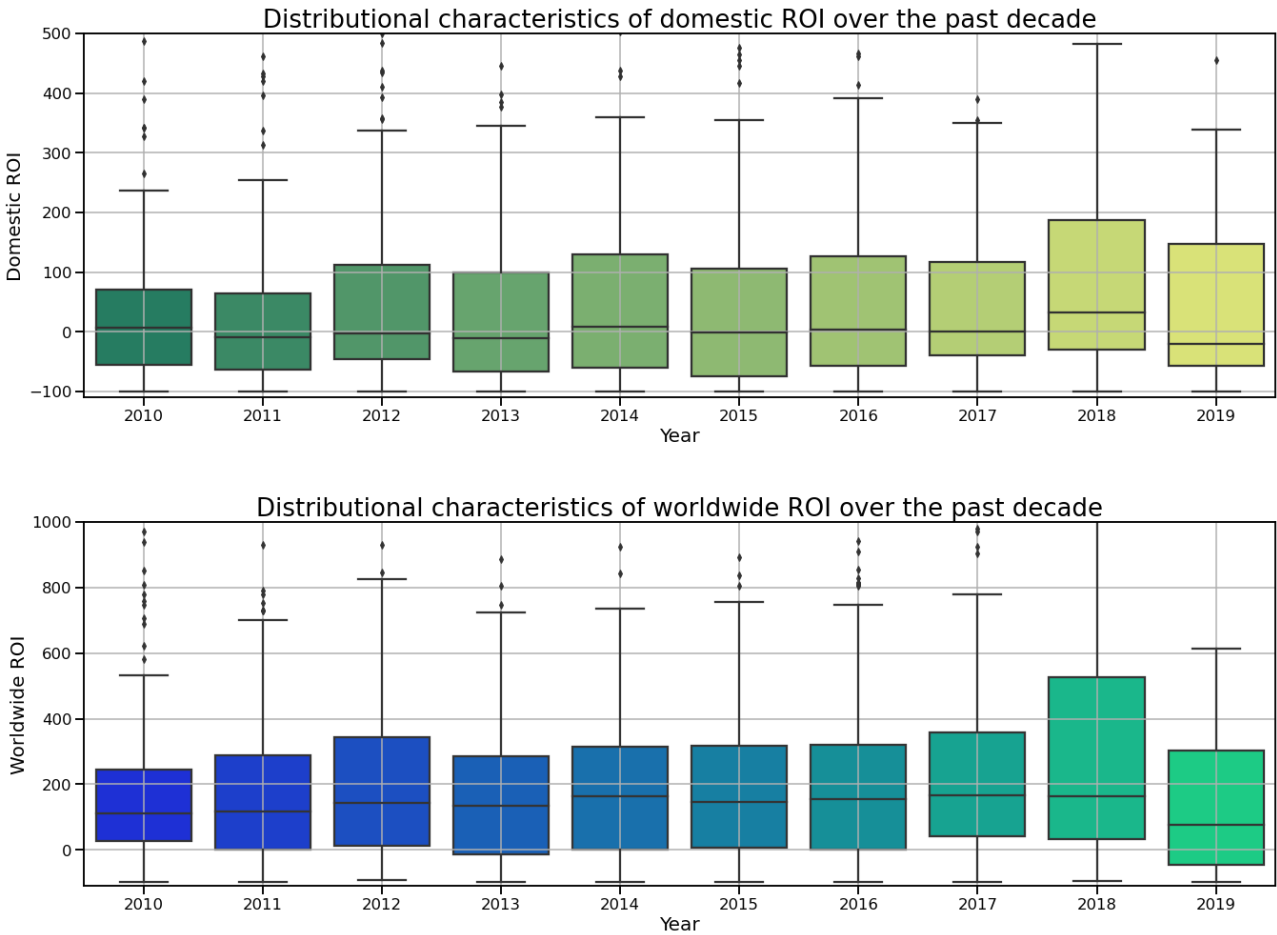 Distributional characteristics of domestic ROI over the past decade
500
400
300
200
100
0
−100
Domestic ROI
2010 2011 2012 2013 2014 2015 2016 2017 2018 2019
Year
Distributional characteristics of worldwide ROI over the past decade
1000
800
600
400
200
0
Worldwide ROI
2010 2011 2012 2013 2014 2015 2016 2017 2018 2019
Year